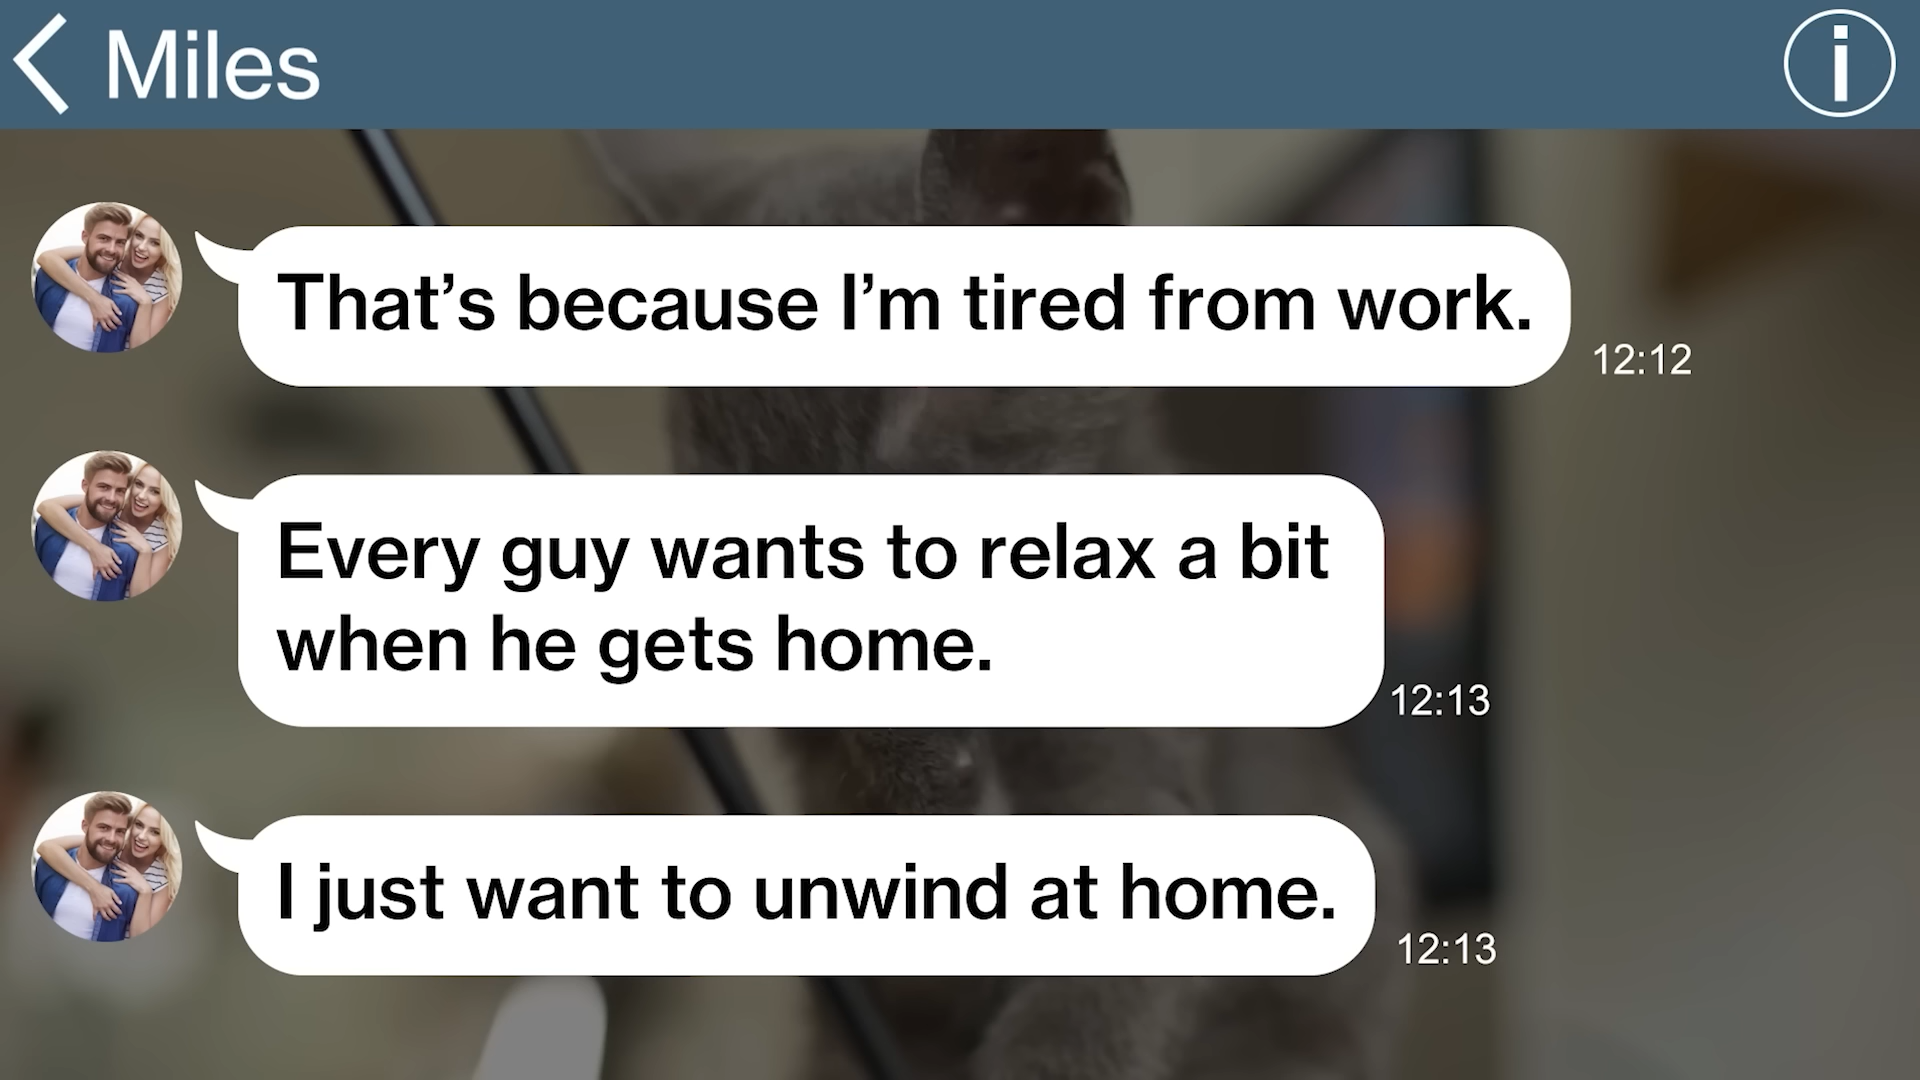 Miles
That’s because I’m tired from work.
12:12
Every guy wants to relax a bit
when he gets home.
12:13
I just want to unwind at home.
12:13